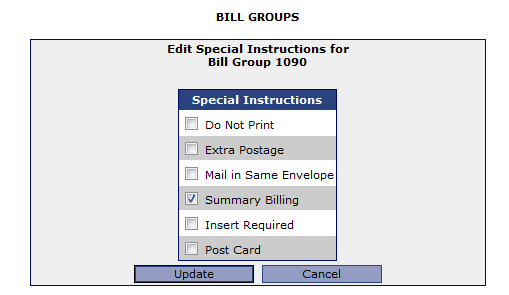 BILL GROUPS
Edit Special Instructions for
Bill Group 1090
Special Instructions
Do Not Print
Extra Postage
Mail in Same Envelope
Summary Billing
Insert Required
Post Card
Update Cancel